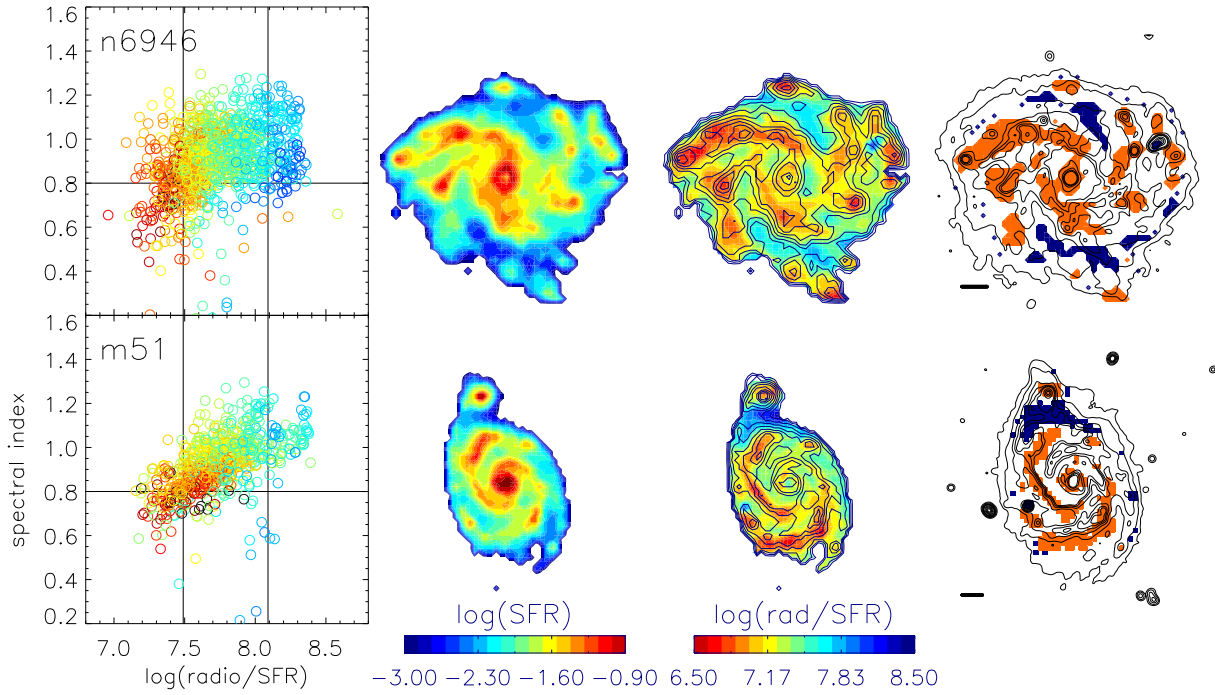 n6946
1.6
1.4
1.2
1.0
0.8
0.6
0.4
m51
1.6
1.4
1.2
1.0
0.8
0.6
0.4
0.2
spectral index
7.0 7.5 8.0 8.5
log(radio/SFR)
log(SFR)
−3.00 −2.30 −1.60 −0.90
log(rad/SFR)
6.50 7.17 7.83 8.50